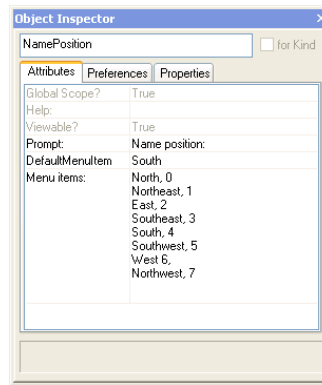 Object Inspector
NamePosition for Kind
Attributes Preferences Properties
Global Scope? True
Help:
Viewable? True
Prompt: Name position:
DefaultMenuItem South
Menu items: North, 0
Northeast, 1
East, 2
Southeast, 3
South, 4
Southwest, 5
West 6,
Northwest, 7